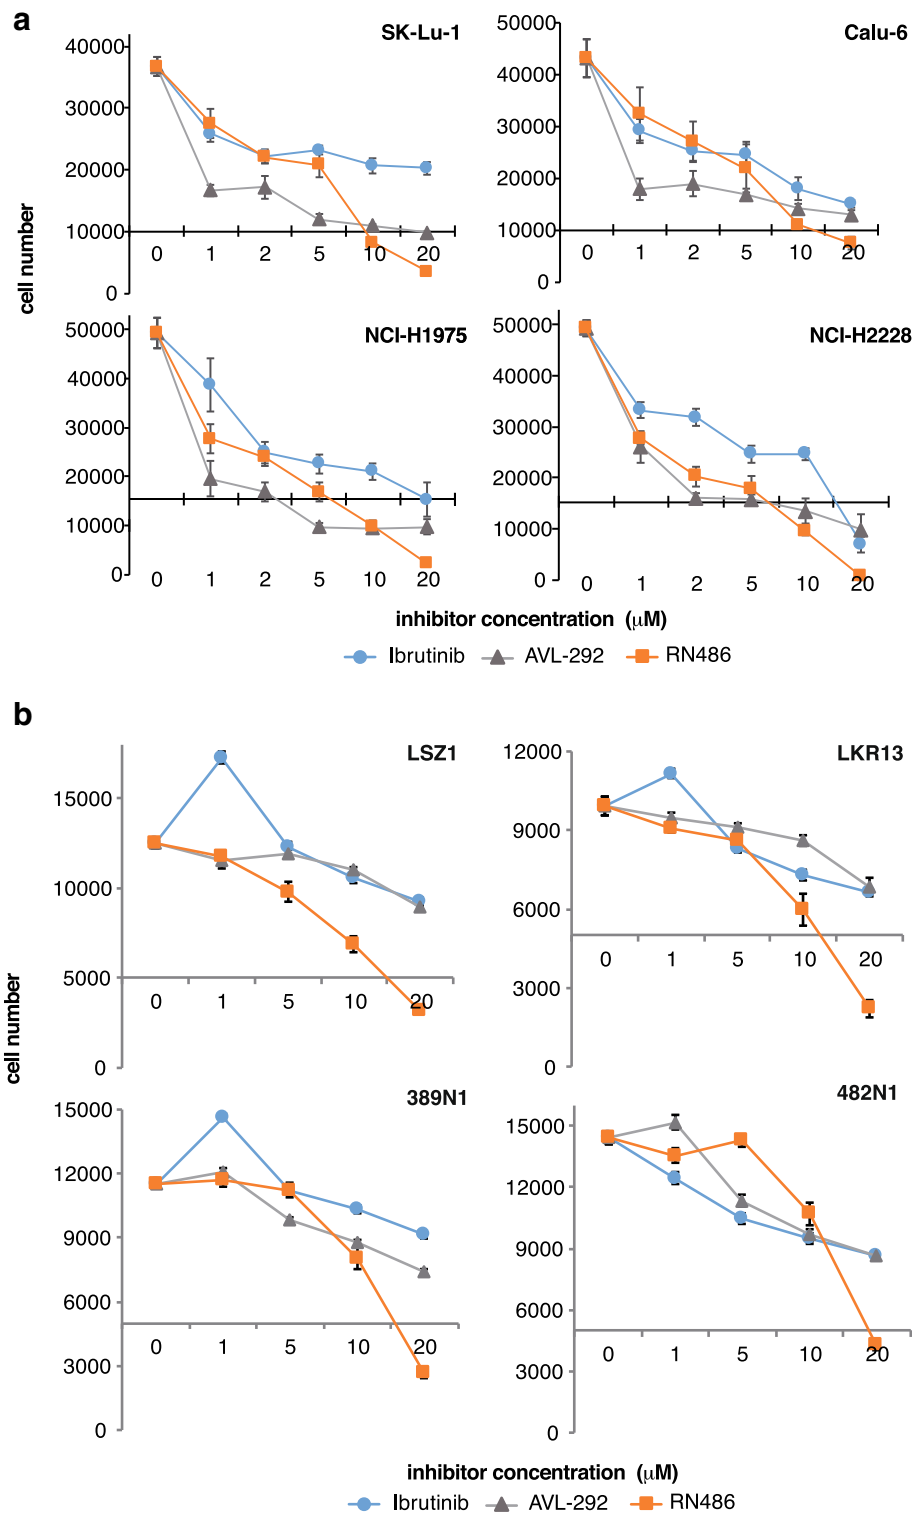 a
SK-Lu-1
40000
30000
20000
10000
0
0 1 2 5 10 20
Calu-6
50000
40000
30000
20000
10000
0
0 1 2 5 10 20
cell number
NCI-H1975
50000
40000
30000
20000
10000
0
0 1 2 5 10 20
NCI-H2228
50000
40000
30000
20000
10000
0
0 1 2 5 10 20
inhibitor concentration (μM)
Ibrutinib AVL-292 RN486
b
LSZ1
15000
10000
5000
0
0 1 5 10 20
LKR13
12000
9000
6000
3000
0
0 1 5 10 20
cell number
389N1
15000
12000
9000
6000
3000
0
0 1 5 10 20
482N1
15000
12000
9000
6000
3000
0
0 1 5 10 20
inhibitor concentration (μM)
Ibrutinib AVL-292 RN486